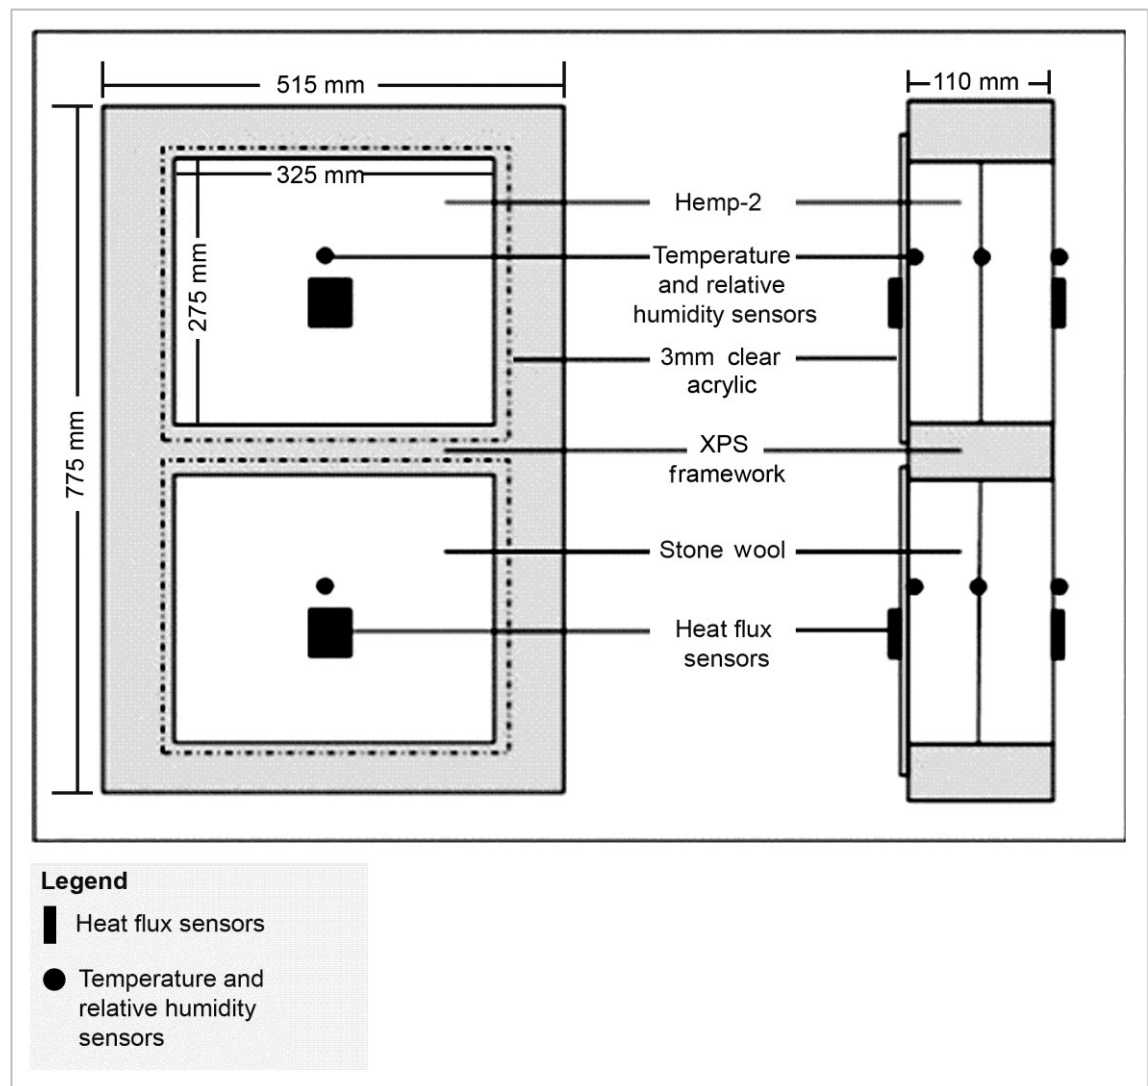 515 mm
110 mm
325 mm
275 mm
775 mm
Hemp-2
Temperature
and relative
humidity sensors
3mm clear
acrylic
XPS
framework
Stone wool
Heat flux
sensors
Legend
Heat flux sensors
Temperature and
relative humidity
sensors